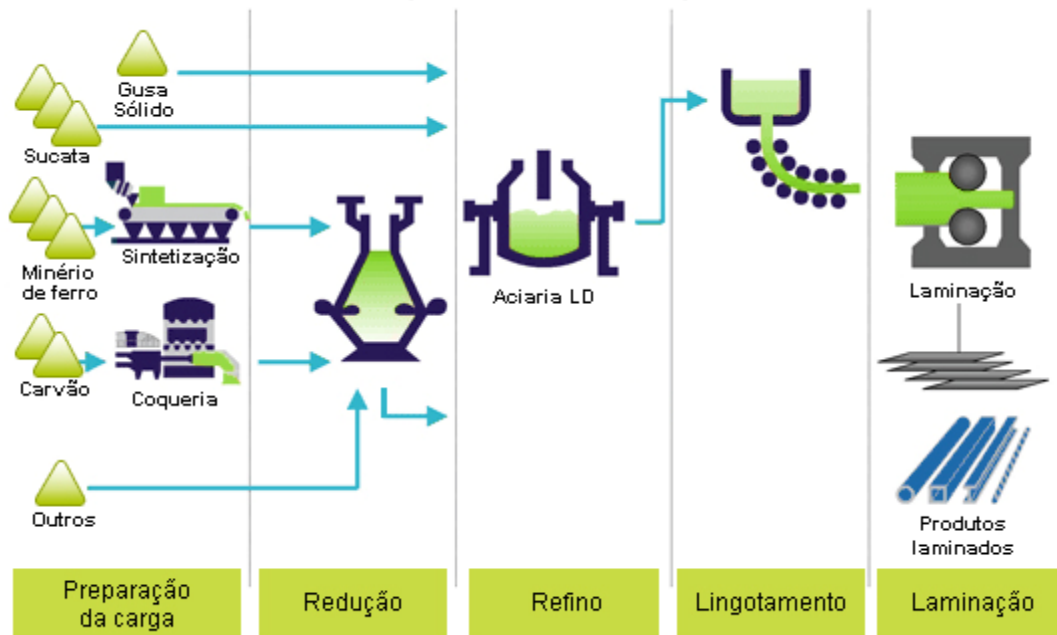 Gusa
Sólido
Sucata
Minério
de ferro
Sintetização
Carvão
Coqueria
Outros
Aciaria LD
Laminação
Produtos
laminados
Preparação
da carga
Redução
Refino
Lingotamento
Laminação